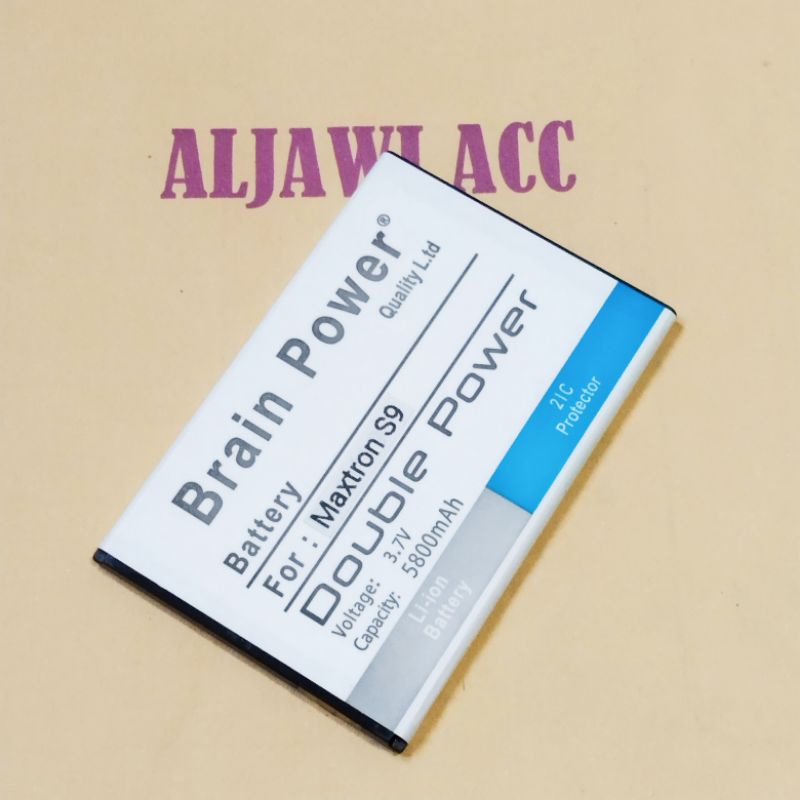 ALJAWI ACC
Brain Power®
Quality L.td
Battery
For : Maxtron S9
Double Power
Voltage: 3.7V
Capacity: 5800mAh
Li-ion
Battery
2IC
Protector